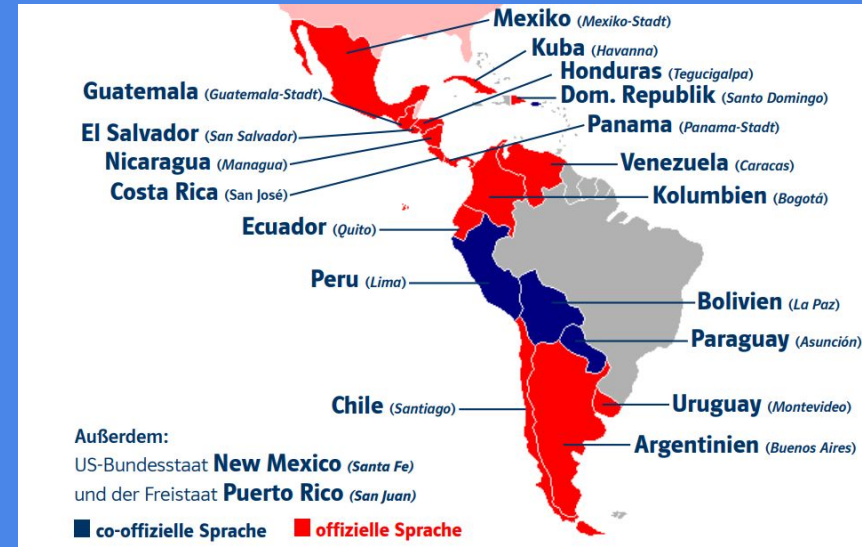 Mexiko (Mexiko-Stadt)
Kuba (Havanna)
Honduras (Tegucigalpa)
Guatemala (Guatemala-Stadt)
Dom. Republik (Santo Domingo)
Panama (Panama-Stadt)
El Salvador (San Salvador)
Nicaragua (Managua)
Venezuela (Caracas)
Costa Rica (San José)
Kolumbien (Bogotá)
Ecuador (Quito)
Peru (Lima)
Bolivien (La Paz)
Paraguay (Asunción)
Chile (Santiago)
Uruguay (Montevideo)
Argentinien (Buenos Aires)
Außerdem:
US-Bundesstaat New Mexico (Santa Fe)
und der Freistaat Puerto Rico (San Juan)
co-offizielle Sprache offizielle Sprache